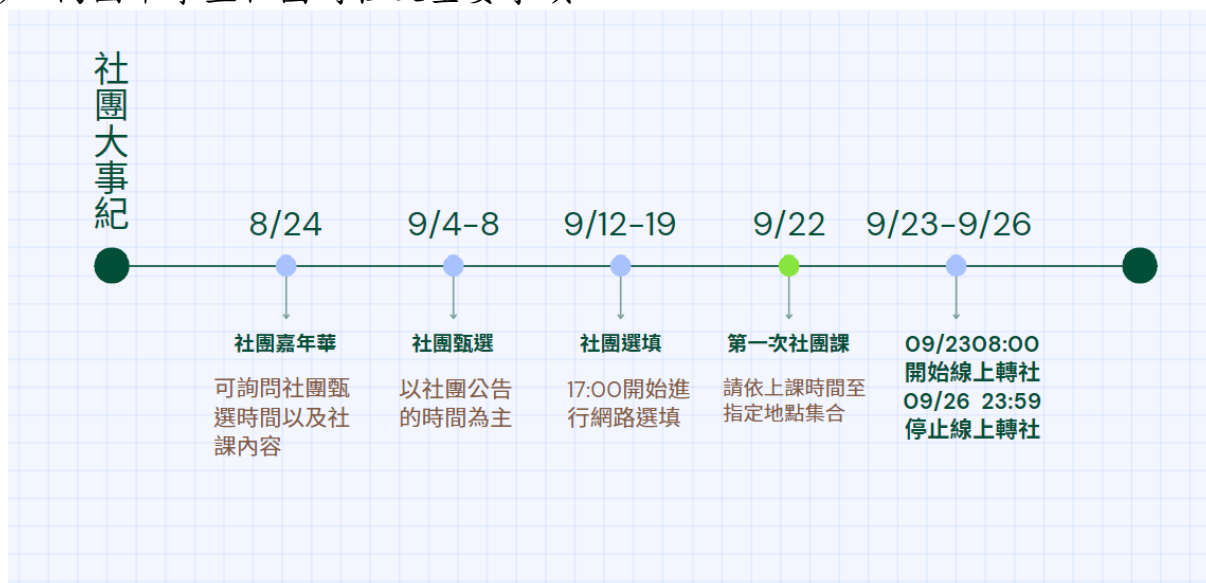 社團大事紀
8/24
9/4-8
9/12-19
9/22
9/23-9/26
社團嘉年華
可詢問社團甄
選時間以及社
課內容
社團甄選
以社團公告
的時間為主
社團選填
17:00開始進
行網路選填
第一次社團課
請依上課時間至
指定地點集合
09/2308:00
開始線上轉社
09/26 23:59
停止線上轉社